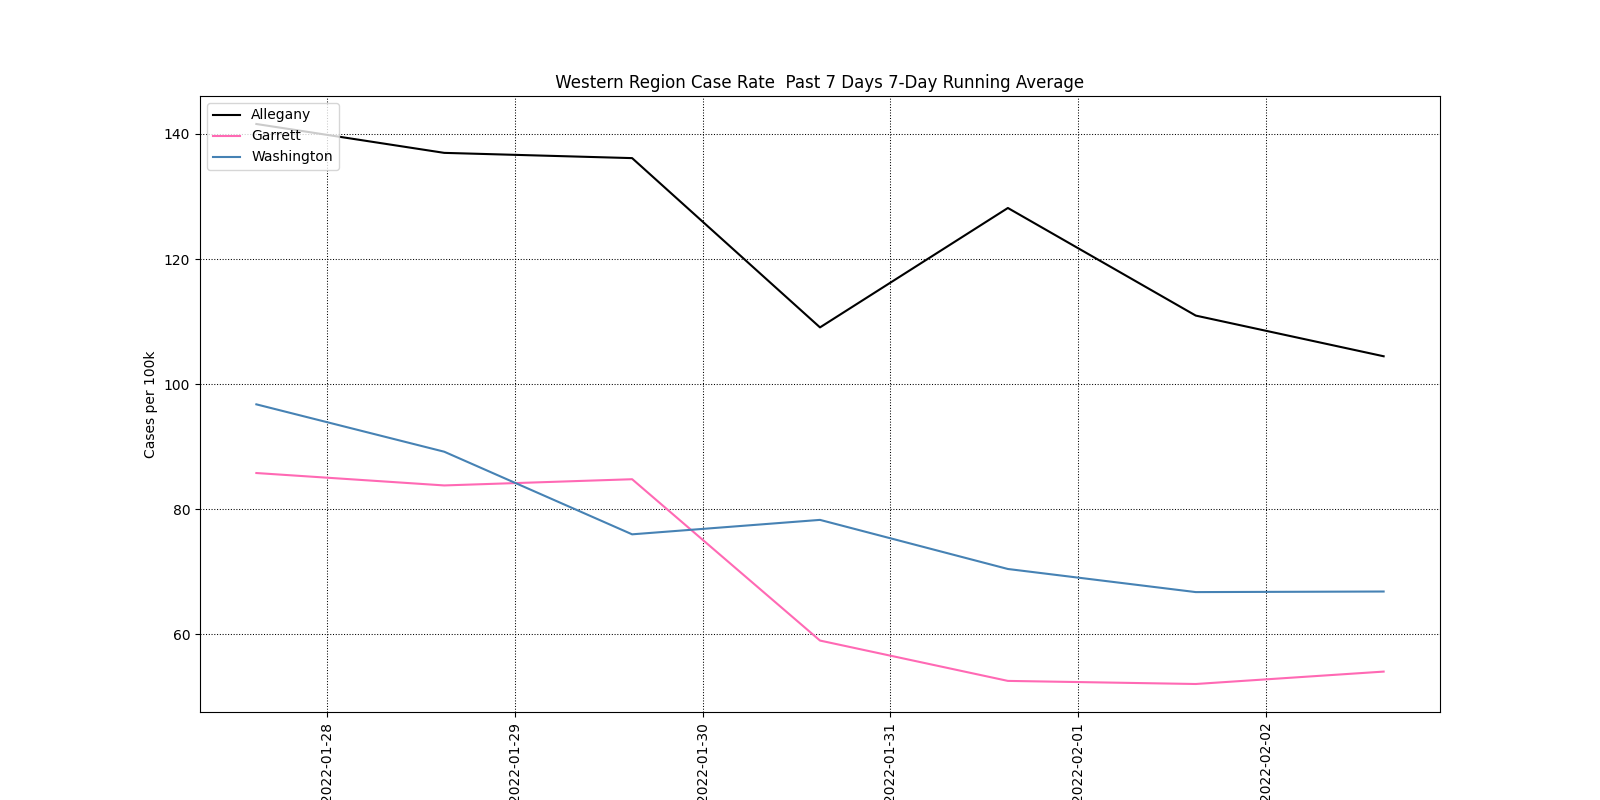 Western Region Case Rate  Past 7 Days 7-Day Running Average
Allegany
Garrett
Washington
Cases per 100k
140
120
100
80
60
2022-01-28
2022-01-29
2022-01-30
2022-01-31
2022-02-01
2022-02-02